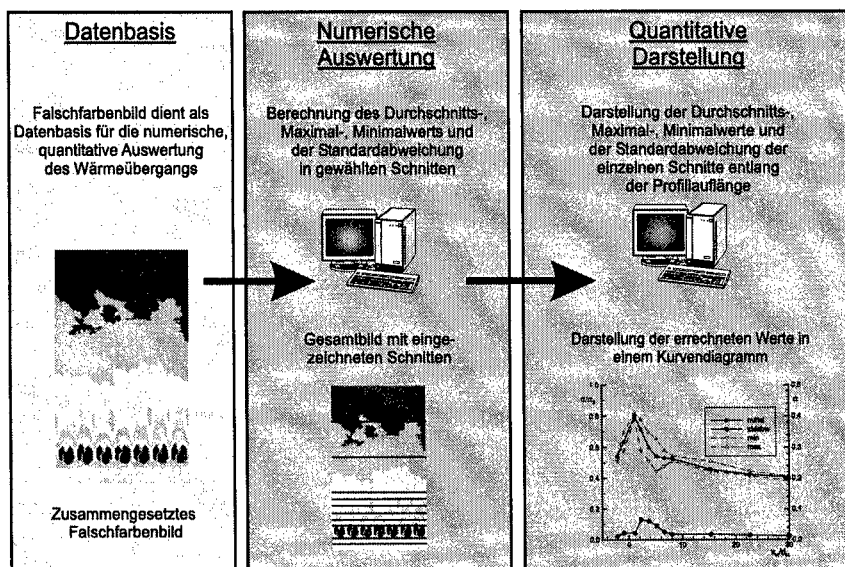 Datenbasis
Falschfarbenbild dient als
Datenbasis für die numerische,
quantitative Auswertung
des Wärmeübergangs
Zusammengesetztes
Falschfarbenbild
Numerische
Auswertung
Berechnung des Durchschnitts-,
Maximal-, Minimalwerts und
der Standardabweichung
in gewählten Schnitten
Gesamtbild mit einge-
zeichneten Schnitten
Quantitative
Darstellung
Darstellung der Durchschnitts-,
Maximal-, Minimalwerte und
der Standardabweichung der
einzelnen Schnitte entlang
der Profillauflänge
Darstellung der errechneten Werte in
einem Kurvendiagramm